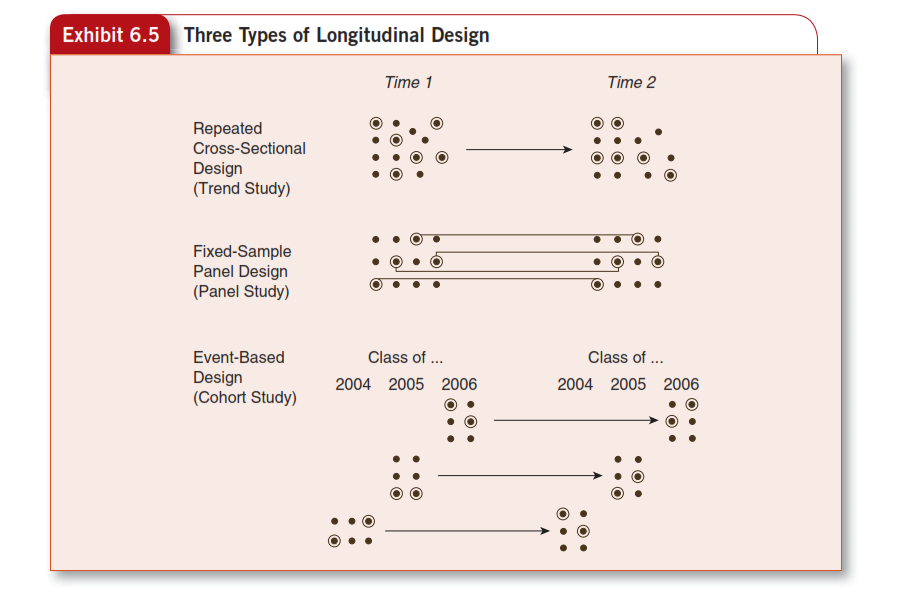 Exhibit 6.5 Three Types of Longitudinal Design
Time 1 Time 2
Repeated
Cross-Sectional
Design
(Trend Study)
Fixed-Sample
Panel Design
(Panel Study)
Event-Based
Design
(Cohort Study)
Class of ... Class of ...
2004 2005 2006 2004 2005 2006